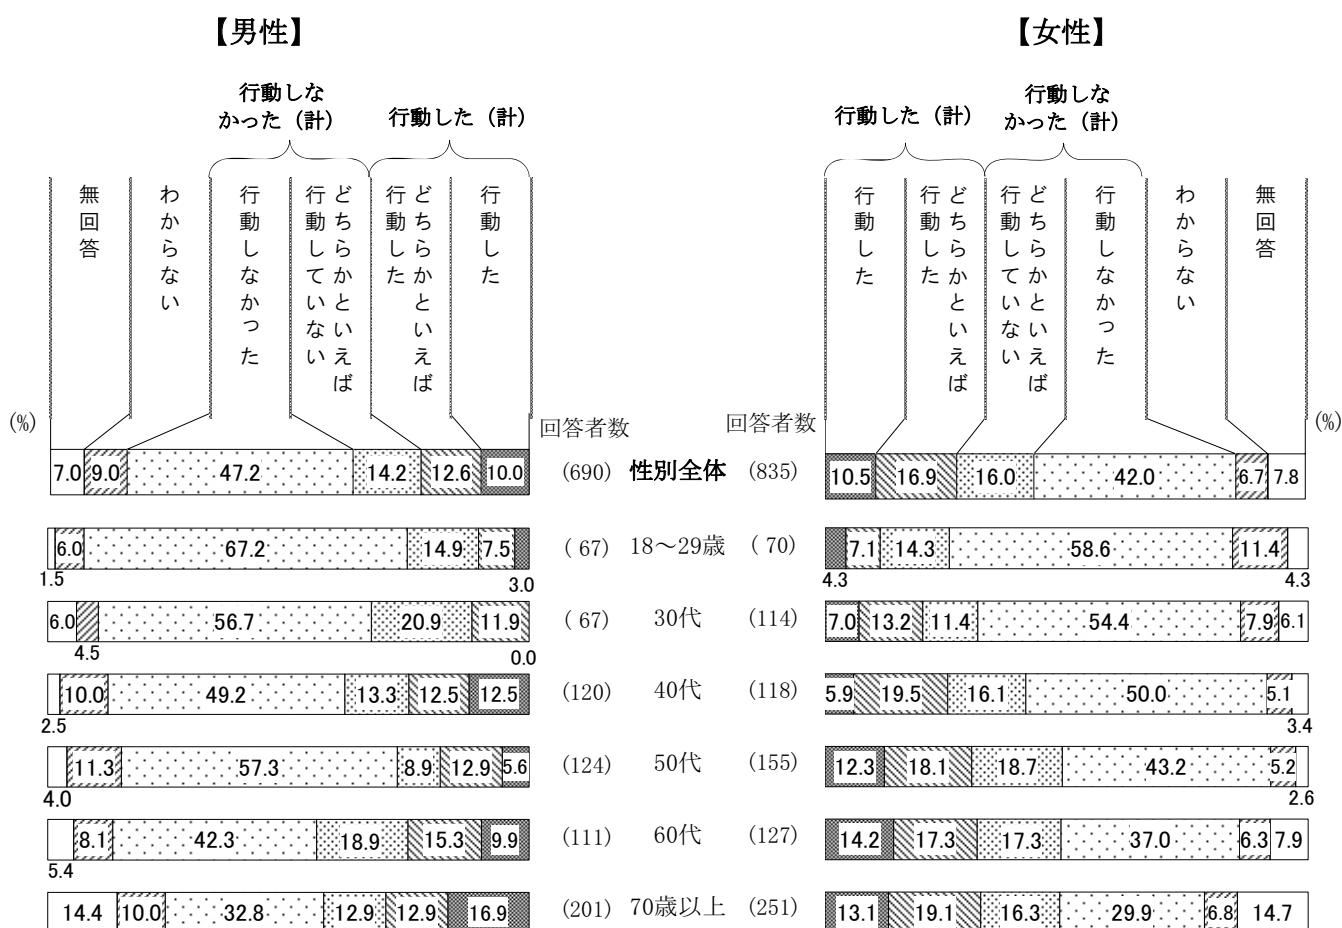 【男性】
【女性】
行動しな
かった（計）
行動した（計）
行動した（計）
行動しな
かった（計）
無回答
わからない
行動しなかった
どちらかといえば
行動していない
どちらかといえば
行動した
行動した
行動した
どちらかといえば
行動した
どちらかといえば
行動していない
行動しなかった
わからない
無回答
(%)
回答者数
回答者数
(%)
7.0 9.0 47.2 14.2 12.6 10.0 (690) 性別全体 (835) 10.5 16.9 16.0 42.0 6.7 7.8
6.0 67.2 14.9 7.5 ( 67) 18～29歳 ( 70) 7.1 14.3 58.6 11.4
1.5 3.0 4.3 4.3
6.0 56.7 20.9 11.9 ( 67) 30代 (114) 7.0 13.2 11.4 54.4 7.9 6.1
4.5 0.0
10.0 49.2 13.3 12.5 12.5 (120) 40代 (118) 5.9 19.5 16.1 50.0 5.1
2.5 3.4
11.3 57.3 8.9 12.9 5.6 (124) 50代 (155) 12.3 18.1 18.7 43.2 5.2
4.0 2.6
8.1 42.3 18.9 15.3 9.9 (111) 60代 (127) 14.2 17.3 17.3 37.0 6.3 7.9
5.4
14.4 10.0 32.8 12.9 12.9 16.9 (201) 70歳以上 (251) 13.1 19.1 16.3 29.9 6.8 14.7